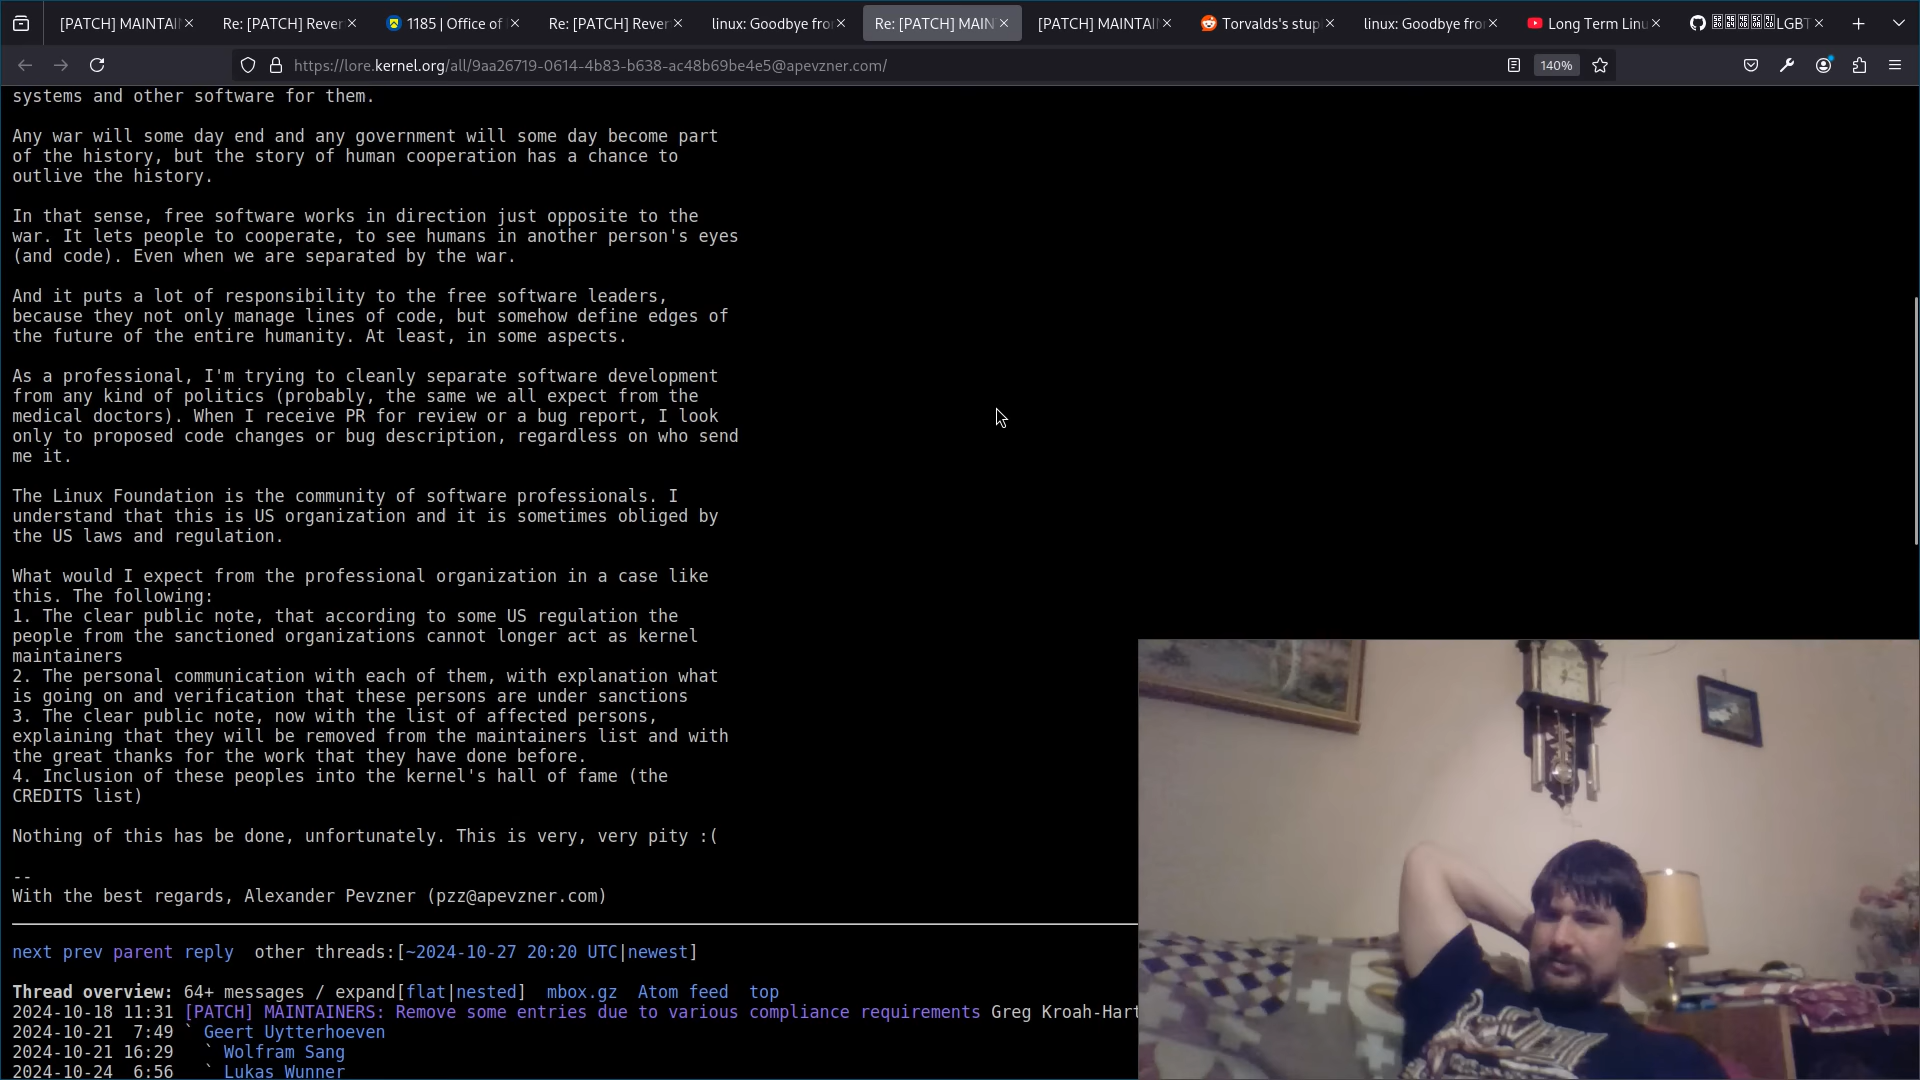 [PATCH] MAINTAI
Re: [PATCH] Rever
1185 | Office of
Re: [PATCH] Rever
linux: Goodbye fro
Re: [PATCH] MAIN
[PATCH] MAINTAI
Torvalds's stup
linux: Goodbye fro
Long Term Linu
LGBT
https://lore.kernel.org/all/9aa26719-0614-4b83-b638-ac48b69be4e5@apevzner.com/
140%
systems and other software for them.
Any war will some day end and any government will some day become part
of the history, but the story of human cooperation has a chance to
outlive the history.
In that sense, free software works in direction just opposite to the
war. It lets people to cooperate, to see humans in another person's eyes
(and code). Even when we are separated by the war.
And it puts a lot of responsibility to the free software leaders,
because they not only manage lines of code, but somehow define edges of
the future of the entire humanity. At least, in some aspects.
As a professional, I'm trying to cleanly separate software development
from any kind of politics (probably, the same we all expect from the
medical doctors). When I receive PR for review or a bug report, I look
only to proposed code changes or bug description, regardless on who send
me it.
The Linux Foundation is the community of software professionals. I
understand that this is US organization and it is sometimes obliged by
the US laws and regulation.
What would I expect from the professional organization in a case like
this. The following:
1. The clear public note, that according to some US regulation the
people from the sanctioned organizations cannot longer act as kernel
maintainers
2. The personal communication with each of them, with explanation what
is going on and verification that these persons are under sanctions
3. The clear public note, now with the list of affected persons,
explaining that they will be removed from the maintainers list and with
the great thanks for the work that they have done before.
4. Inclusion of these peoples into the kernel's hall of fame (the
CREDITS list)
Nothing of this has be done, unfortunately. This is very, very pity :(
--
With the best regards, Alexander Pevzner (pzz@apevzner.com)
next prev parent reply other threads:[~2024-10-27 20:20 UTC|newest]
Thread overview: 64+ messages / expand[flat|nested] mbox.gz Atom feed top
2024-10-18 11:31 [PATCH] MAINTAINERS: Remove some entries due to various compliance requirements Greg Kroah-Hart
2024-10-21 7:49 ` Geert Uytterhoeven
2024-10-21 16:29 ` Wolfram Sang
2024-10-24 6:56 ` Lukas Wunner